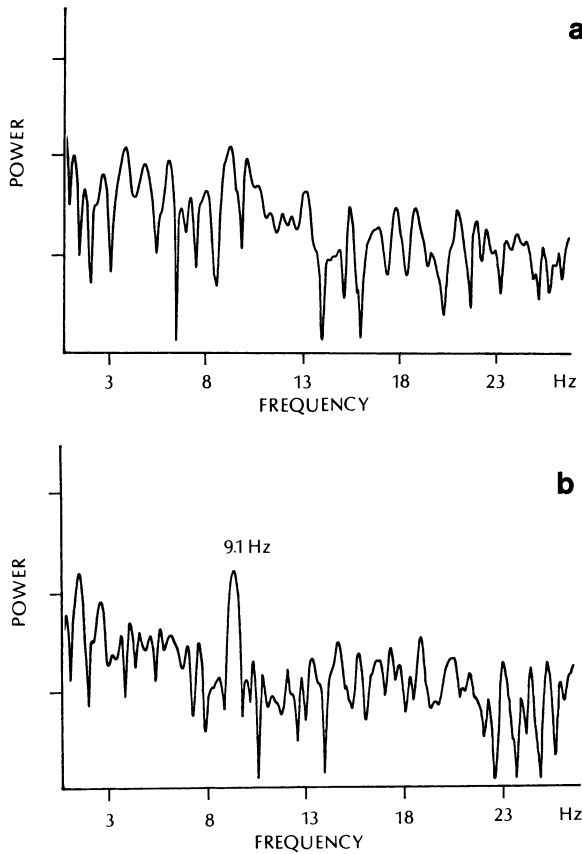 a
POWER
3 8 13 18 23 Hz
FREQUENCY
b
9.1 Hz
POWER
3 8 13 18 23 Hz
FREQUENCY